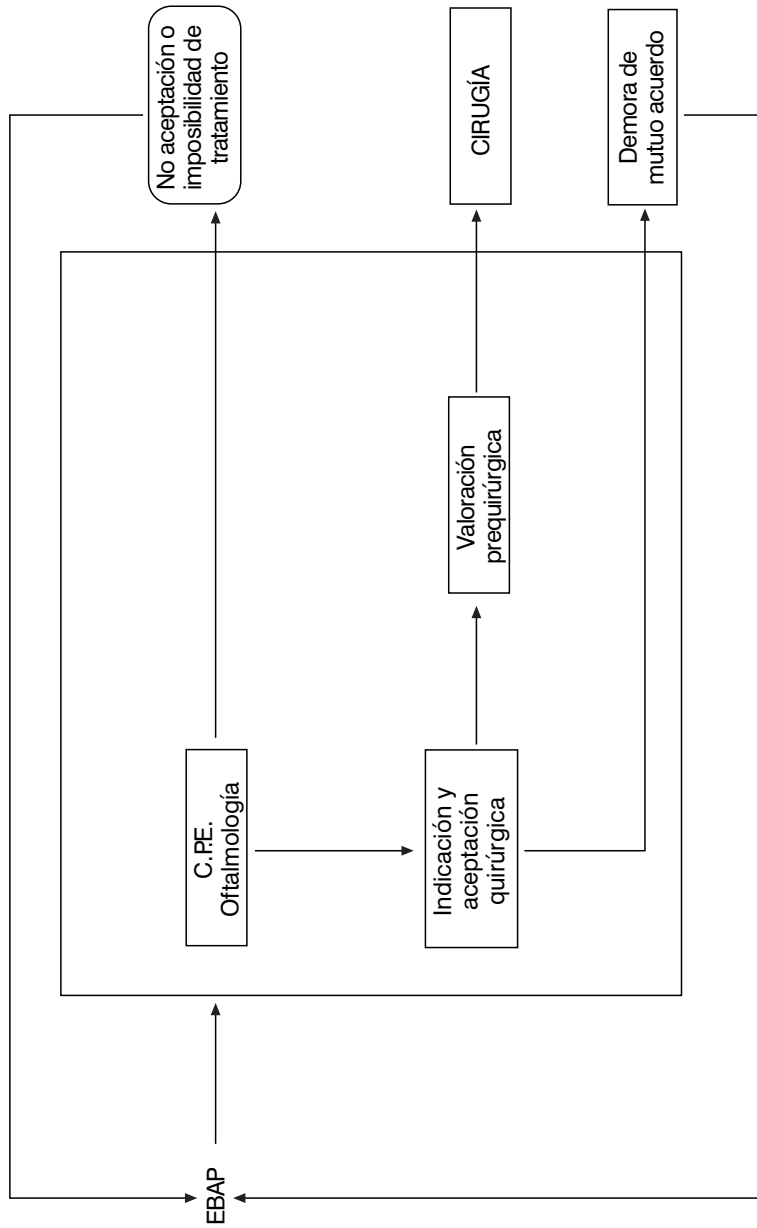 EBAP
C.P.E.
Oftalmología
Indicación y
aceptación
quirúrgica
Valoración
prequirúrgica
No aceptación o
imposibilidad de
tratamiento
CIRUGÍA
Demora de
mutuo acuerdo